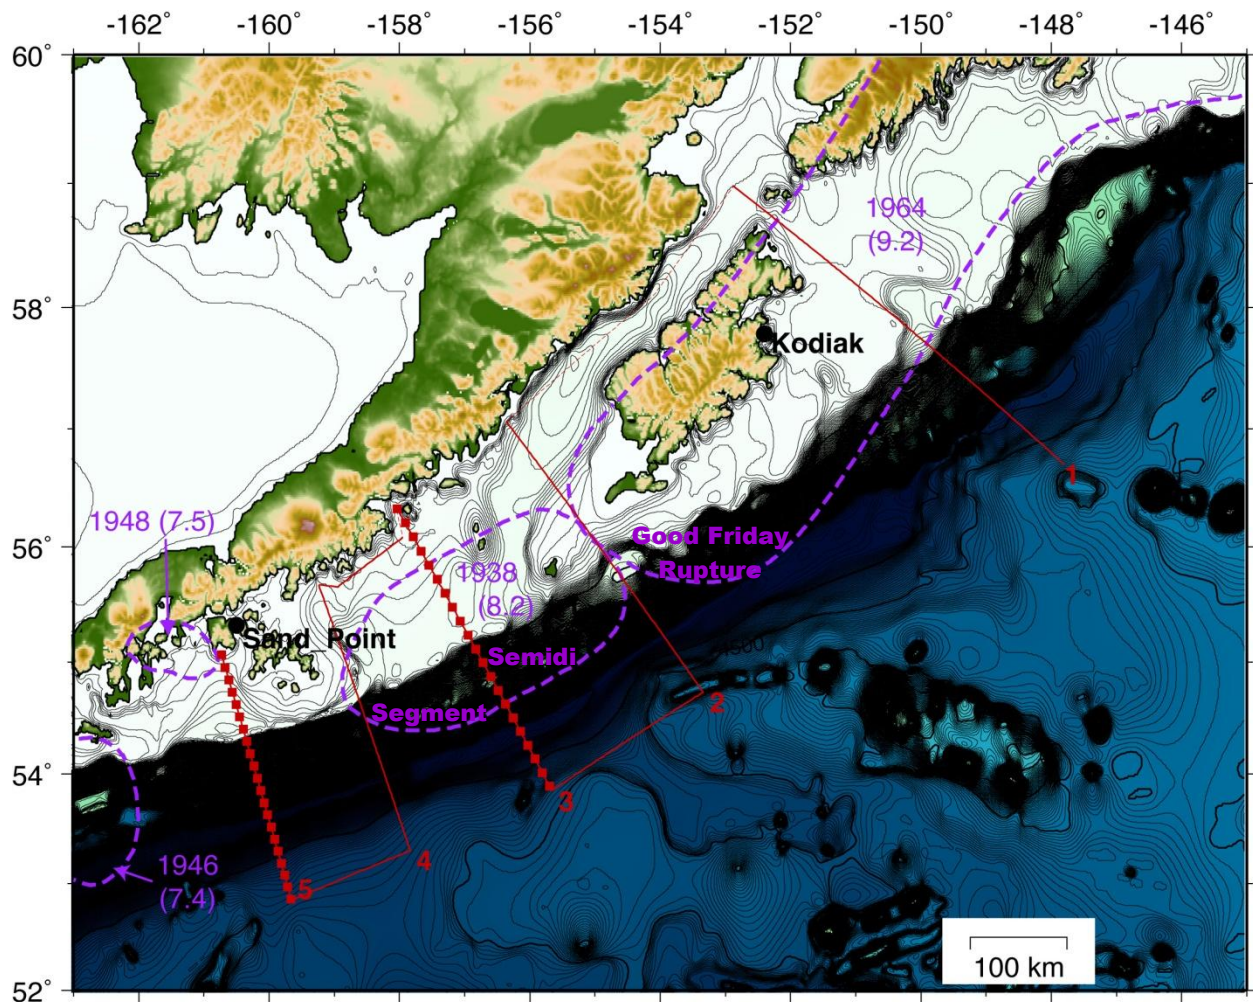 -162˚ -160˚ -158˚ -156˚ -154˚ -152˚ -150˚ -148˚ -146˚
60˚
58˚
56˚
54˚
52˚
1964
(9.2)
Kodiak
1
Good Friday
Rupture
1948 (7.5)
1938
(8.2)
Sand_Point
Semidi
Segment
2
3
4
5
1946
(7.4)
100 km